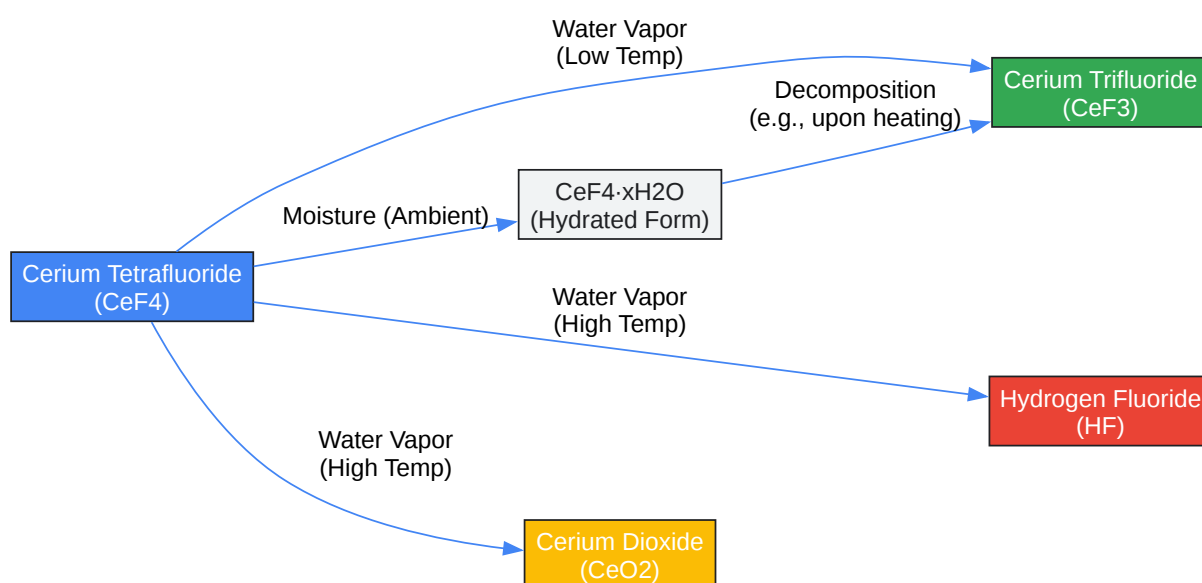 Water Vapor
(Low Temp)
Cerium Trifluoride
(CeF3)
Decomposition
(e.g., upon heating)
CeF4·xH2O
(Hydrated Form)
Moisture (Ambient)
Cerium Tetrafluoride
(CeF4)
Water Vapor
(High Temp)
Hydrogen Fluoride
(HF)
Water Vapor
(High Temp)
Cerium Dioxide
(CeO2)